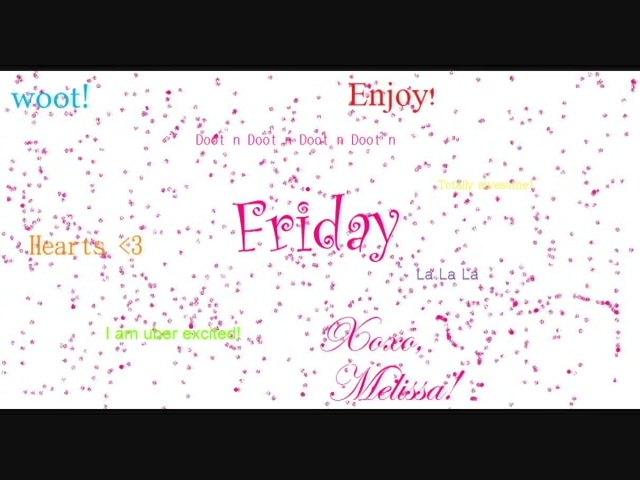 woot!
Enjoy!
Doot n Doot n Doot n Doot n
Totally awesome!
Friday
Hearts <3
La La La
I am uber excited!
Xoxo,
Melissa!